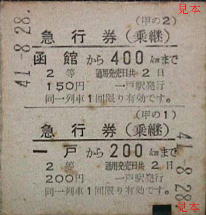 見本
41-8.28.
(甲の2)
急行券(乗継)
函館から400kmまで
2等 通用発売日共2日
150円 一戸駅発行
同一列車1回限り有効です。
(甲の1)
急行券(乗継)
一戸から200kmまで
2等 通用発売日共2日
200円 一戸駅発行
同一列車1回限り有効です。
41-8.28.
見本